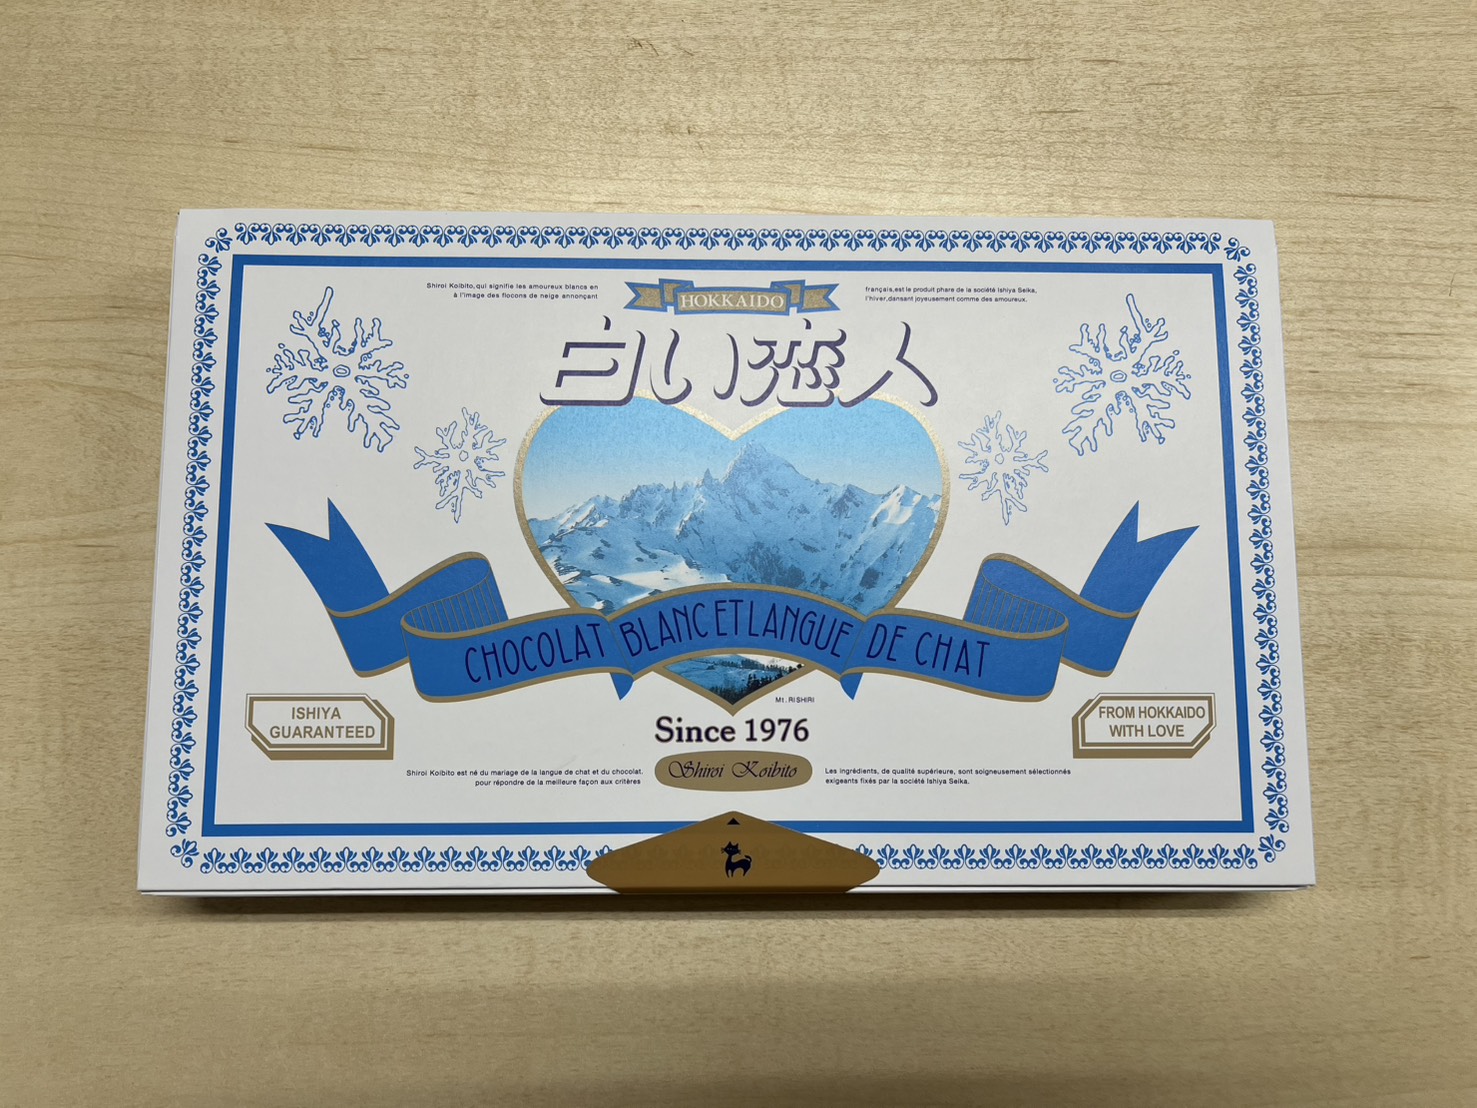 HOKKAIDO
Shiroi Koibito,qui signifie les amoureux blancs en
à l'image des flocons de neige annonçant
français,est le produit phare de la société Ishiya Seika,
l'hiver,dansant joyeusement comme des amoureux.
白い恋人
CHOCOLAT BLANC ET LANGUE DE CHAT
Mt. RISHIRI
ISHIYA
GUARANTEED
FROM HOKKAIDO
WITH LOVE
Since 1976
Shiroi Koibito
Shiroi Koibito est né du mariage de la langue de chat et du chocolat.
pour répondre de la meilleure façon aux critères
Les ingrédients, de qualité supérieure, sont soigneusement sélectionnés
exigeants fixés par la société Ishiya Seika.